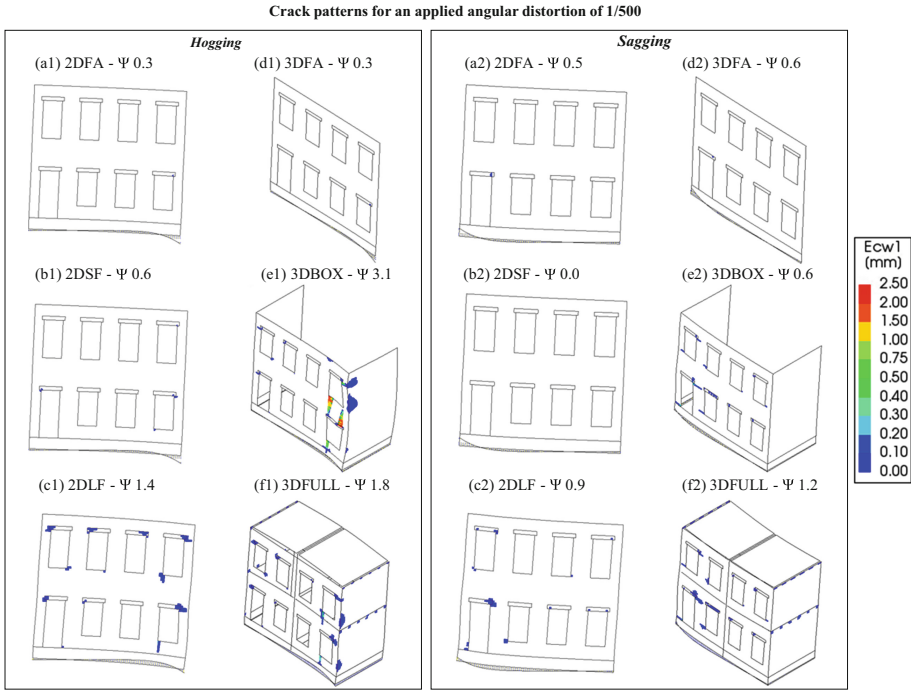 Crack patterns for an applied angular distortion of 1/500
Hogging
(a1) 2DFA - Ψ 0.3
(d1) 3DFA - Ψ 0.3
(b1) 2DSF - Ψ 0.6
(e1) 3DBOX - Ψ 3.1
(c1) 2DLF - Ψ 1.4
(f1) 3DFULL - Ψ 1.8
Sagging
(a2) 2DFA - Ψ 0.5
(d2) 3DFA - Ψ 0.6
(b2) 2DSF - Ψ 0.0
(e2) 3DBOX - Ψ 0.6
(c2) 2DLF - Ψ 0.9
(f2) 3DFULL - Ψ 1.2
Ecw1
(mm)
2.50
2.00
1.50
1.00
0.75
0.50
0.40
0.30
0.20
0.10
0.00